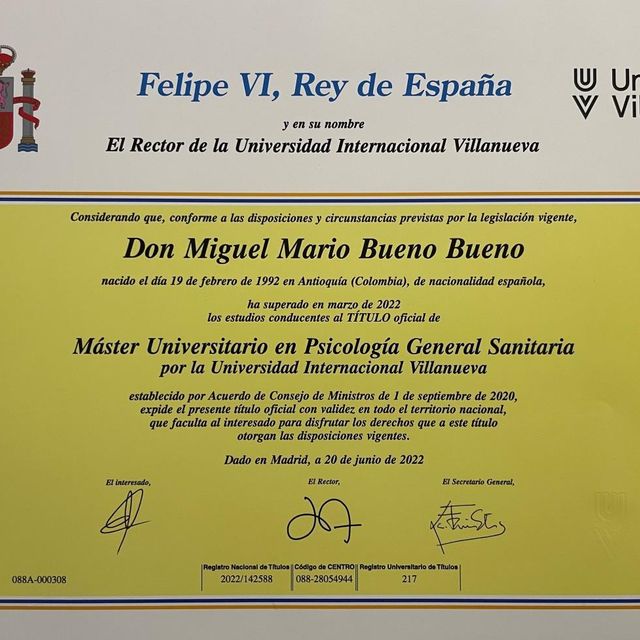 Felipe VI, Rey de España
y en su nombre
El Rector de la Universidad Internacional Villanueva
Considerando que, conforme a las disposiciones y circunstancias previstas por la legislación vigente,
Don Miguel Mario Bueno Bueno
nacido el día 19 de febrero de 1992 en Antioquía (Colombia), de nacionalidad española,
ha superado en marzo de 2022
los estudios conducentes al TÍTULO oficial de
Máster Universitario en Psicología General Sanitaria
por la Universidad Internacional Villanueva
establecido por Acuerdo de Consejo de Ministros de 1 de septiembre de 2020,
expide el presente título oficial con validez en todo el territorio nacional,
que faculta al interesado para disfrutar los derechos que a este título
otorgan las disposiciones vigentes.
Dado en Madrid, a 20 de junio de 2022
El interesado, El Rector, El Secretario General,
Registro Nacional de Títulos Código de CENTRO Registro Universitario de Títulos
088A-000308 2022/142588 088-28054944 217